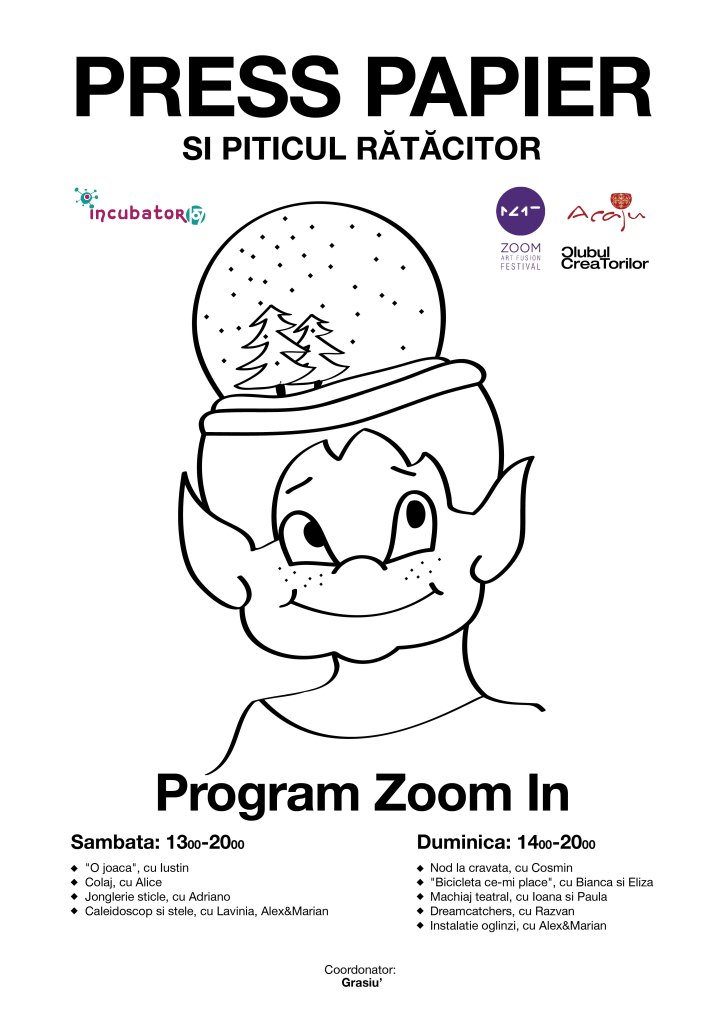 PRESS PAPIER
SI PITICUL RĂTĂCITOR
incubator107
ZOOM
ART FUSION
FESTIVAL
Acaju
Clubul
CreaTorilor
Program Zoom In
Sambata: 1300-2000
"O joaca", cu Iustin
Colaj, cu Alice
Jonglerie sticle, cu Adriano
Caleidoscop si stele, cu Lavinia, Alex&Marian
Duminica: 1400-2000
Nod la cravata, cu Cosmin
"Bicicleta ce-mi place", cu Bianca si Eliza
Machiaj teatral, cu Ioana si Paula
Dreamcatchers, cu Razvan
Instalatie oglinzi, cu Alex&Marian
Coordonator:
Grasiu'